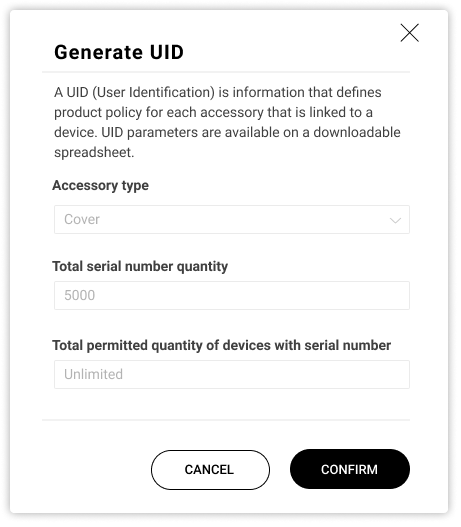 Generate UID
A UID (User Identification) is information that defines
product policy for each accessory that is linked to a
device. UID parameters are available on a downloadable
spreadsheet.
Accessory type
Cover
Total serial number quantity
5000
Total permitted quantity of devices with serial number
Unlimited
CANCEL
CONFIRM